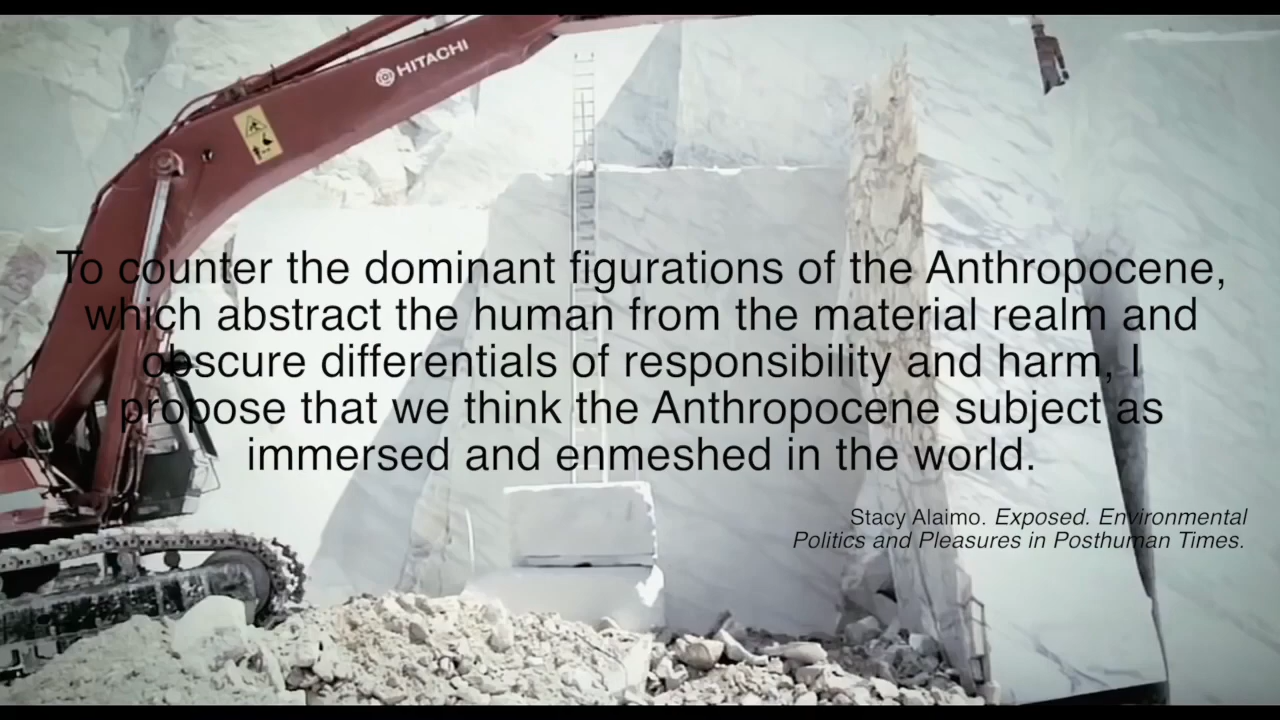 HITACHI
To counter the dominant figurations of the Anthropocene,
which abstract the human from the material realm and
obscure differentials of responsibility and harm, I
propose that we think the Anthropocene subject as
immersed and enmeshed in the world.
Stacy Alaimo. Exposed. Environmental
Politics and Pleasures in Posthuman Times.